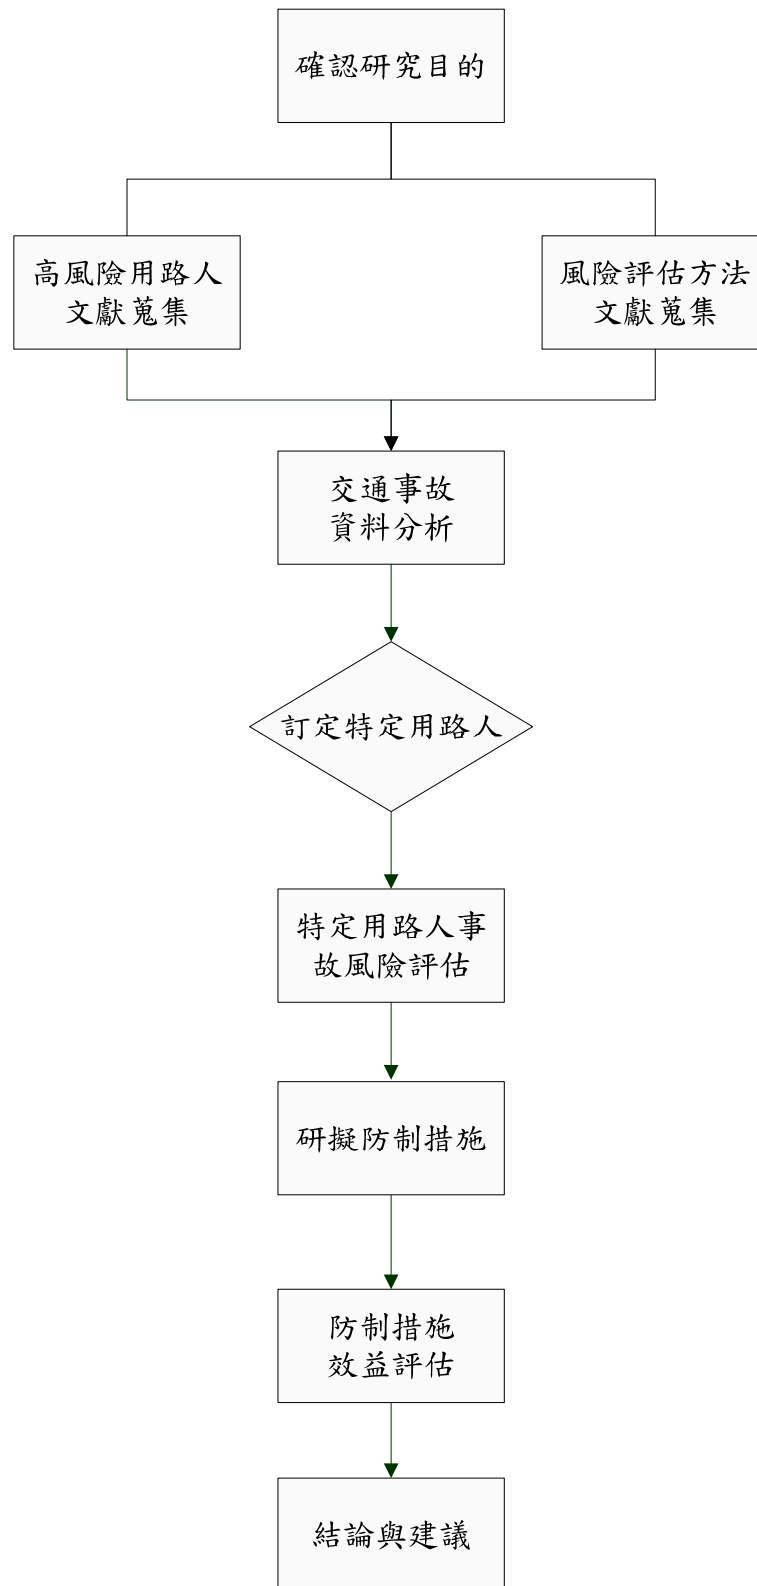 確認研究目的
高風險用路人
文獻蒐集
風險評估方法
文獻蒐集
交通事故
資料分析
訂定特定用路人
特定用路人事
故風險評估
研擬防制措施
防制措施
效益評估
結論與建議